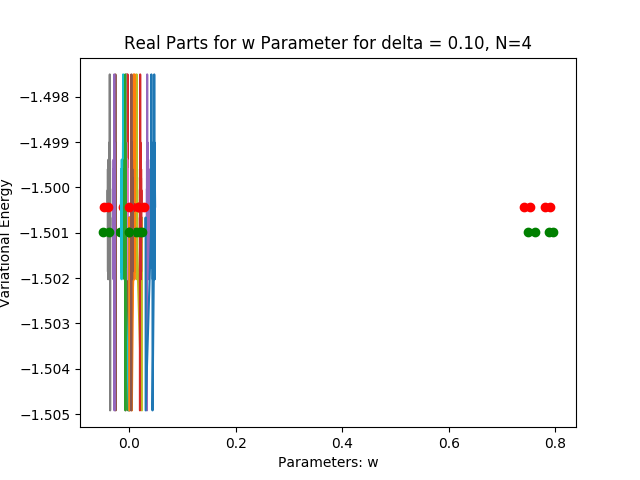 Real Parts for w Parameter for delta = 0.10, N=4
Variational Energy
−1.498
−1.499
−1.500
−1.501
−1.502
−1.503
−1.504
−1.505
0.0 0.2 0.4 0.6 0.8
Parameters: w